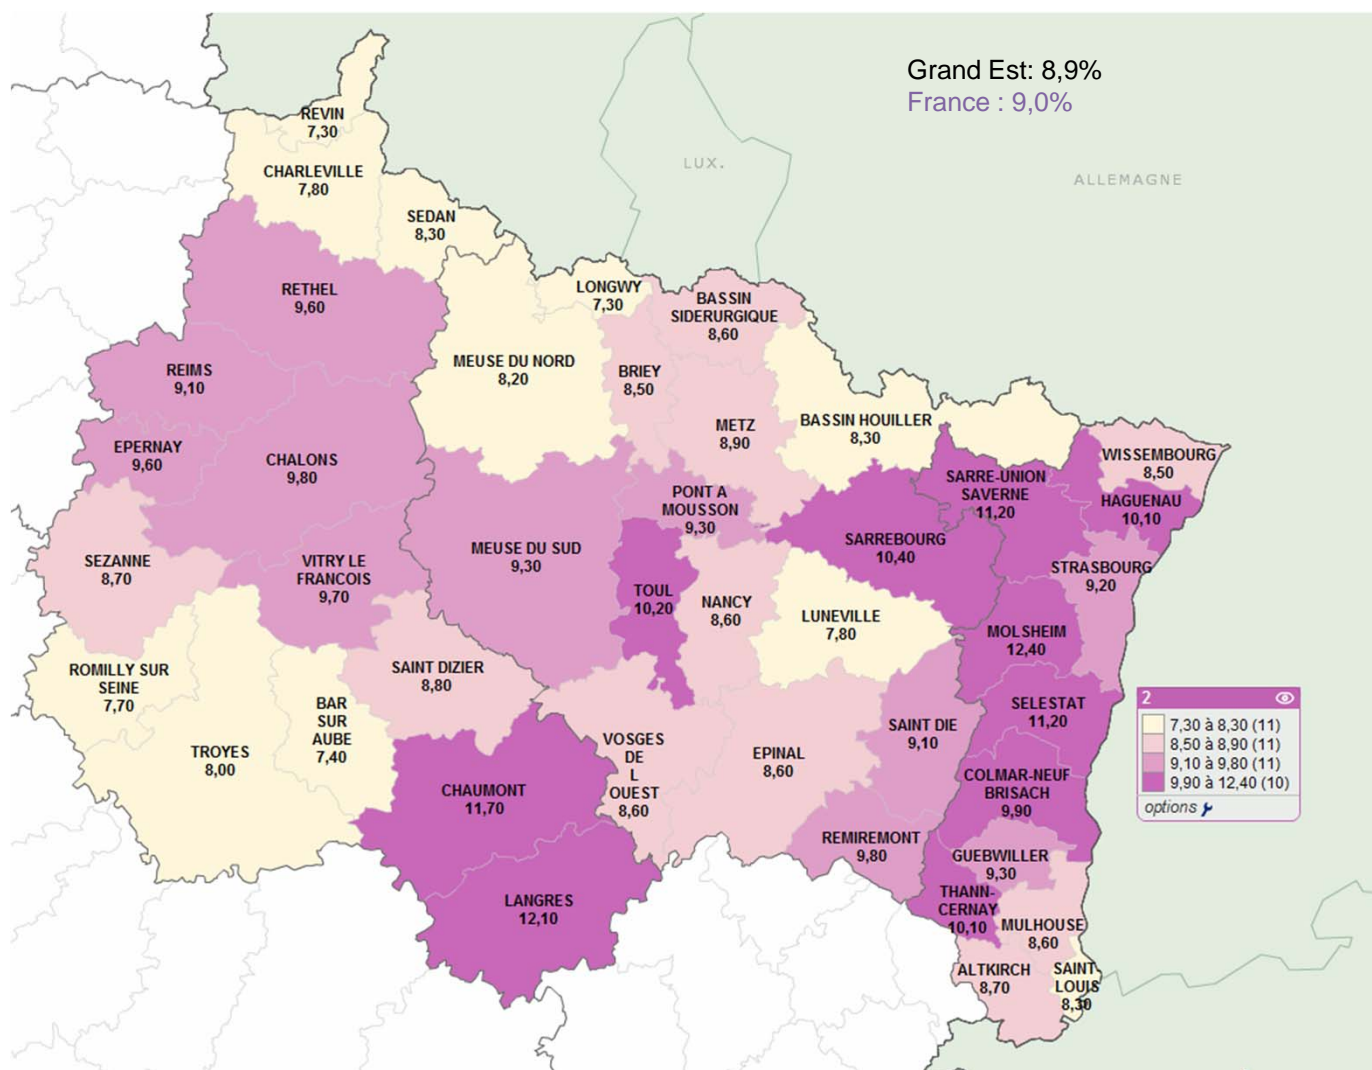 Grand Est: 8,9%
France : 9,0%
LUX.
ALLEMAGNE
REVIN
7,30
CHARLEVILLE
7,80
SEDAN
8,30
RETHEL
9,60
LONGWY
7,30
BASSIN
SIDERURGIQUE
8,60
MEUSE DU NORD
8,20
BRIEY
8,50
REIMS
9,10
METZ
8,90
BASSIN HOUILLER
8,30
EPERNAY
9,60
CHALONS
9,80
WISSEMBOURG
8,50
SARRE-UNION
SAVERNE
11,20
HAGUENAU
10,10
PONT A
MOUSSON
9,30
SARREBOURG
10,40
MEUSE DU SUD
9,30
SEZANNE
8,70
VITRY LE
FRANCOIS
9,70
STRASBOURG
9,20
TOUL
10,20
NANCY
8,60
LUNEVILLE
7,80
MOLSHEIM
12,40
ROMILLY SUR
SEINE
7,70
SAINT DIZIER
8,80
BAR
SUR
AUBE
7,40
SELESTAT
11,20
SAINT DIE
9,10
TROYES
8,00
VOSGES
DE
L
OUEST
8,60
EPINAL
8,60
CHAUMONT
11,70
COLMAR-NEUF
BRISACH
9,90
REMIREMONT
9,80
GUEBWILLER
9,30
LANGRES
12,10
THANN-
CERNAY
10,10
MULHOUSE
8,60
ALTKIRCH
8,70
SAINT-
LOUIS
8,30
2
7,30 à 8,30 (11)
8,50 à 8,90 (11)
9,10 à 9,80 (11)
9,90 à 12,40 (10)
options